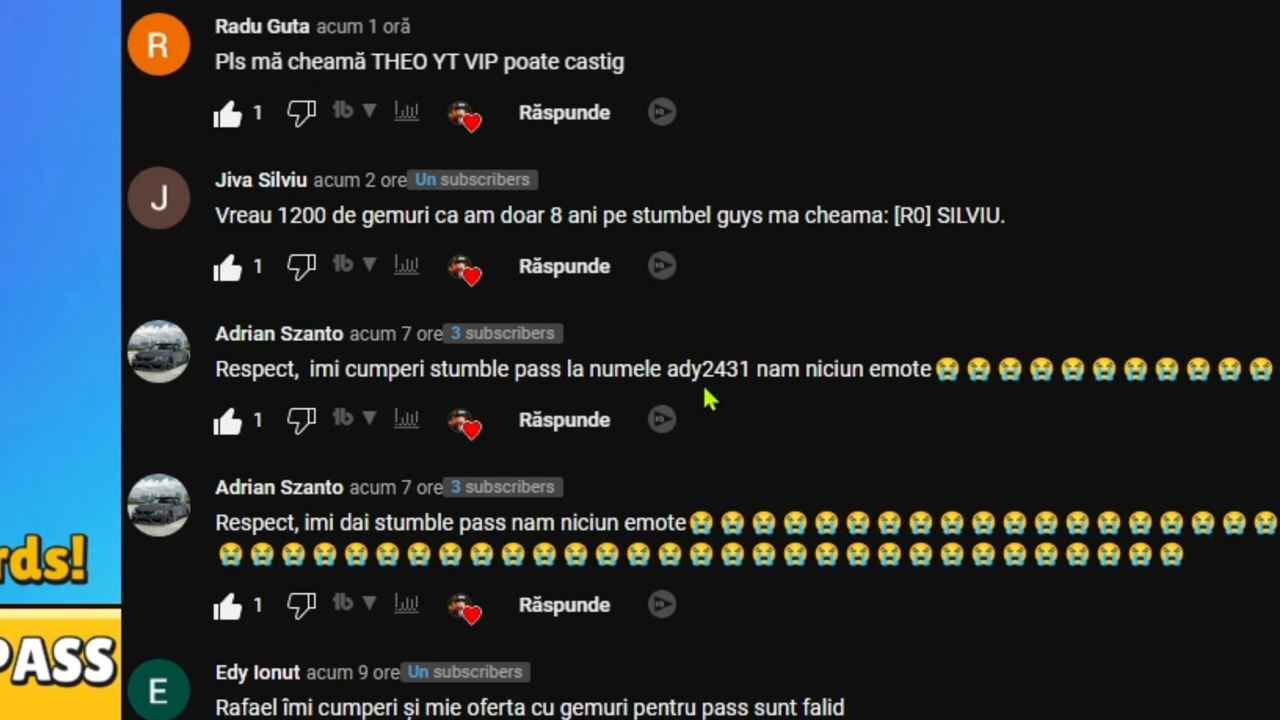 R
Radu Guta acum 1 oră
Pls mă cheamă THEO YT VIP poate castig
1 Răspunde
J
Jiva Silviu acum 2 ore Un subscribers
Vreau 1200 de gemuri ca am doar 8 ani pe stumbel guys ma cheama: [R0] SILVIU.
1 Răspunde
Adrian Szanto acum 7 ore 3 subscribers
Respect, imi cumperi stumble pass la numele ady2431 nam niciun emote😭😭😭😭😭😭😭😭😭😭😭
1 Răspunde
Adrian Szanto acum 7 ore 3 subscribers
Respect, imi dai stumble pass nam niciun emote😭😭😭😭😭😭😭😭😭😭😭😭😭😭😭😭😭😭😭
😭😭😭😭😭😭😭😭😭😭😭😭😭😭😭😭😭😭😭😭😭😭😭😭😭😭😭😭😭😭😭
rds!
1 Răspunde
PASS
E
Edy Ionut acum 9 ore Un subscribers
Rafael îmi cumperi și mie oferta cu gemuri pentru pass sunt falid